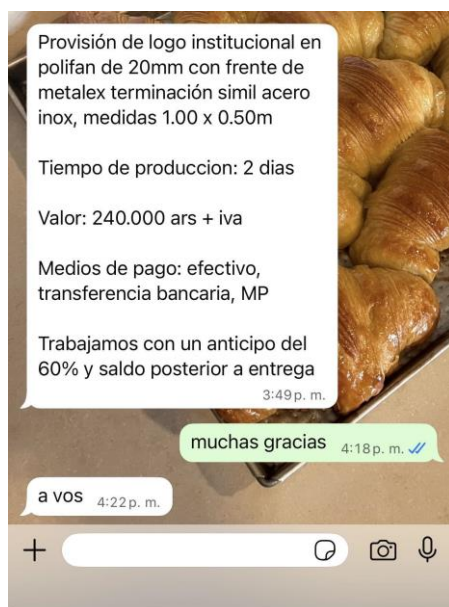 Provisión de logo institucional en
polifan de 20mm con frente de
metalex terminación simil acero
inox, medidas 1.00 x 0.50m
Tiempo de produccion: 2 dias
Valor: 240.000 ars + iva
Medios de pago: efectivo,
transferencia bancaria, MP
Trabajamos con un anticipo del
60% y saldo posterior a entrega
3:49 p. m.
muchas gracias 4:18 p. m.
a vos 4:22 p. m.